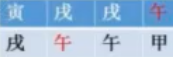 寅 戌 戌 午
戌 午 午 甲